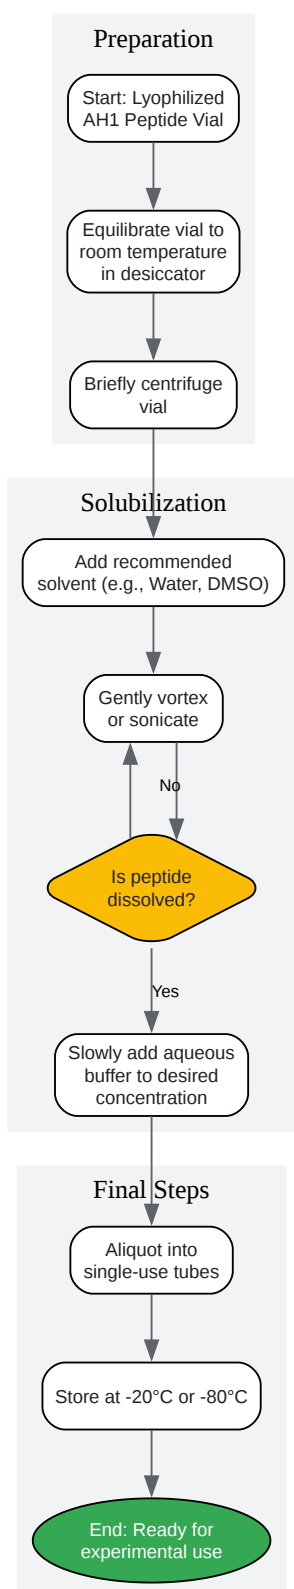 Preparation
Start: Lyophilized
AH1 Peptide Vial
Equilibrate vial to
room temperature
in desiccator
Briefly centrifuge
vial
Solubilization
Add recommended
solvent (e.g., Water, DMSO)
Gently vortex
or sonicate
No
Is peptide
dissolved?
Yes
Slowly add aqueous
buffer to desired
concentration
Final Steps
Aliquot into
single-use tubes
Store at -20°C or -80°C
End: Ready for
experimental use